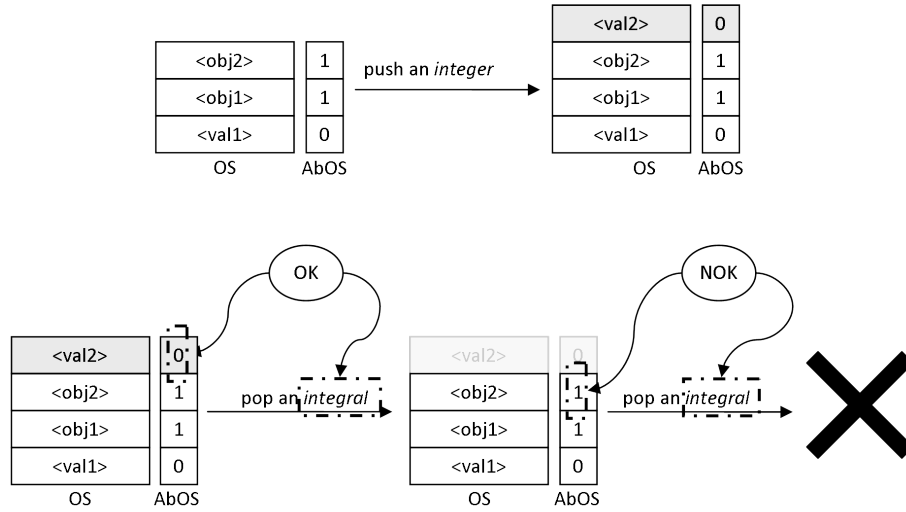 <val2> 0
<obj2> 1
<obj2> 1
<obj1> 1
<obj1> 1
<val1> 0
<val1> 0
push an integer
OS AbOS
OS AbOS
OK
NOK
<val2> 0
<val2> 0
<obj2> 1
<obj2> 1
pop an integral
pop an integral
<obj1> 1
<obj1> 1
<val1> 0
<val1> 0
OS AbOS
OS AbOS